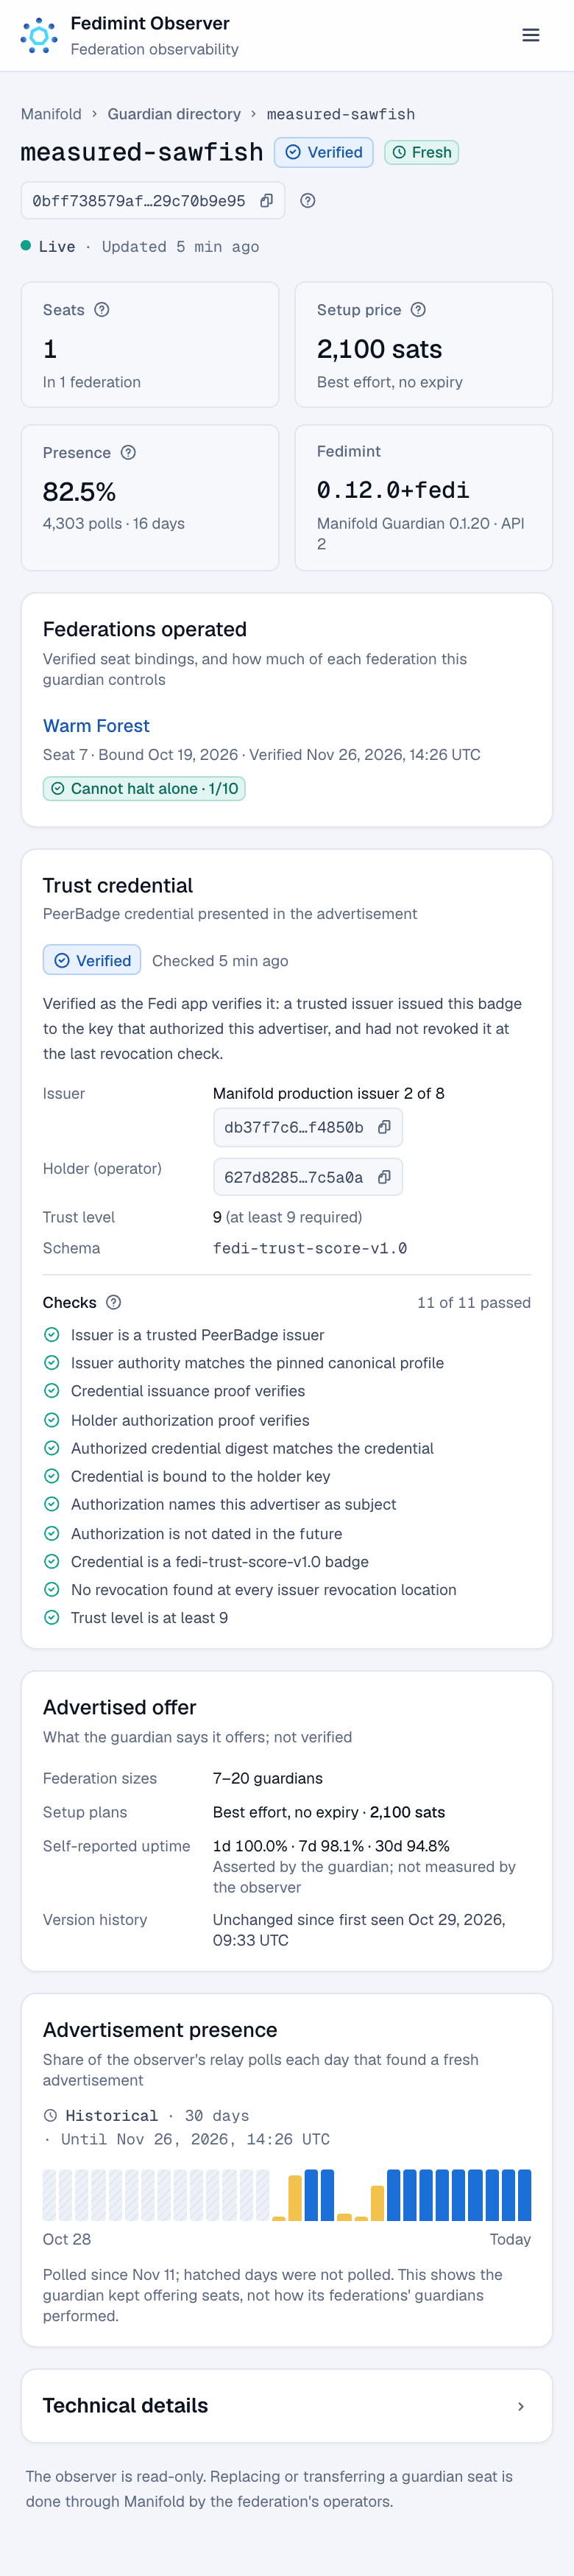 Fedimint Observer
Federation observability
Manifold › Guardian directory › measured-sawfish
measured-sawfish Verified Fresh
0bff738579af…29c70b9e95
Live · Updated 5 min ago
Seats
1
In 1 federation
Setup price
2,100 sats
Best effort, no expiry
Presence
82.5%
4,303 polls · 16 days
Fedimint
0.12.0+fedi
Manifold Guardian 0.1.20 · API
2
Federations operated
Verified seat bindings, and how much of each federation this
guardian controls
Warm Forest
Seat 7 · Bound Oct 19, 2026 · Verified Nov 26, 2026, 14:26 UTC
Cannot halt alone · 1/10
Trust credential
PeerBadge credential presented in the advertisement
Verified Checked 5 min ago
Verified as the Fedi app verifies it: a trusted issuer issued this badge
to the key that authorized this advertiser, and had not revoked it at
the last revocation check.
Issuer Manifold production issuer 2 of 8
db37f7c6…f4850b
Holder (operator) 627d8285…7c5a0a
Trust level 9 (at least 9 required)
Schema fedi-trust-score-v1.0
Checks 11 of 11 passed
Issuer is a trusted PeerBadge issuer
Issuer authority matches the pinned canonical profile
Credential issuance proof verifies
Holder authorization proof verifies
Authorized credential digest matches the credential
Credential is bound to the holder key
Authorization names this advertiser as subject
Authorization is not dated in the future
Credential is a fedi-trust-score-v1.0 badge
No revocation found at every issuer revocation location
Trust level is at least 9
Advertised offer
What the guardian says it offers; not verified
Federation sizes 7–20 guardians
Setup plans Best effort, no expiry · 2,100 sats
Self-reported uptime 1d 100.0% · 7d 98.1% · 30d 94.8%
Asserted by the guardian; not measured by
the observer
Version history Unchanged since first seen Oct 29, 2026,
09:33 UTC
Advertisement presence
Share of the observer's relay polls each day that found a fresh
advertisement
Historical · 30 days
· Until Nov 26, 2026, 14:26 UTC
Oct 28 Today
Polled since Nov 11; hatched days were not polled. This shows the
guardian kept offering seats, not how its federations' guardians
performed.
Technical details
The observer is read-only. Replacing or transferring a guardian seat is
done through Manifold by the federation's operators.